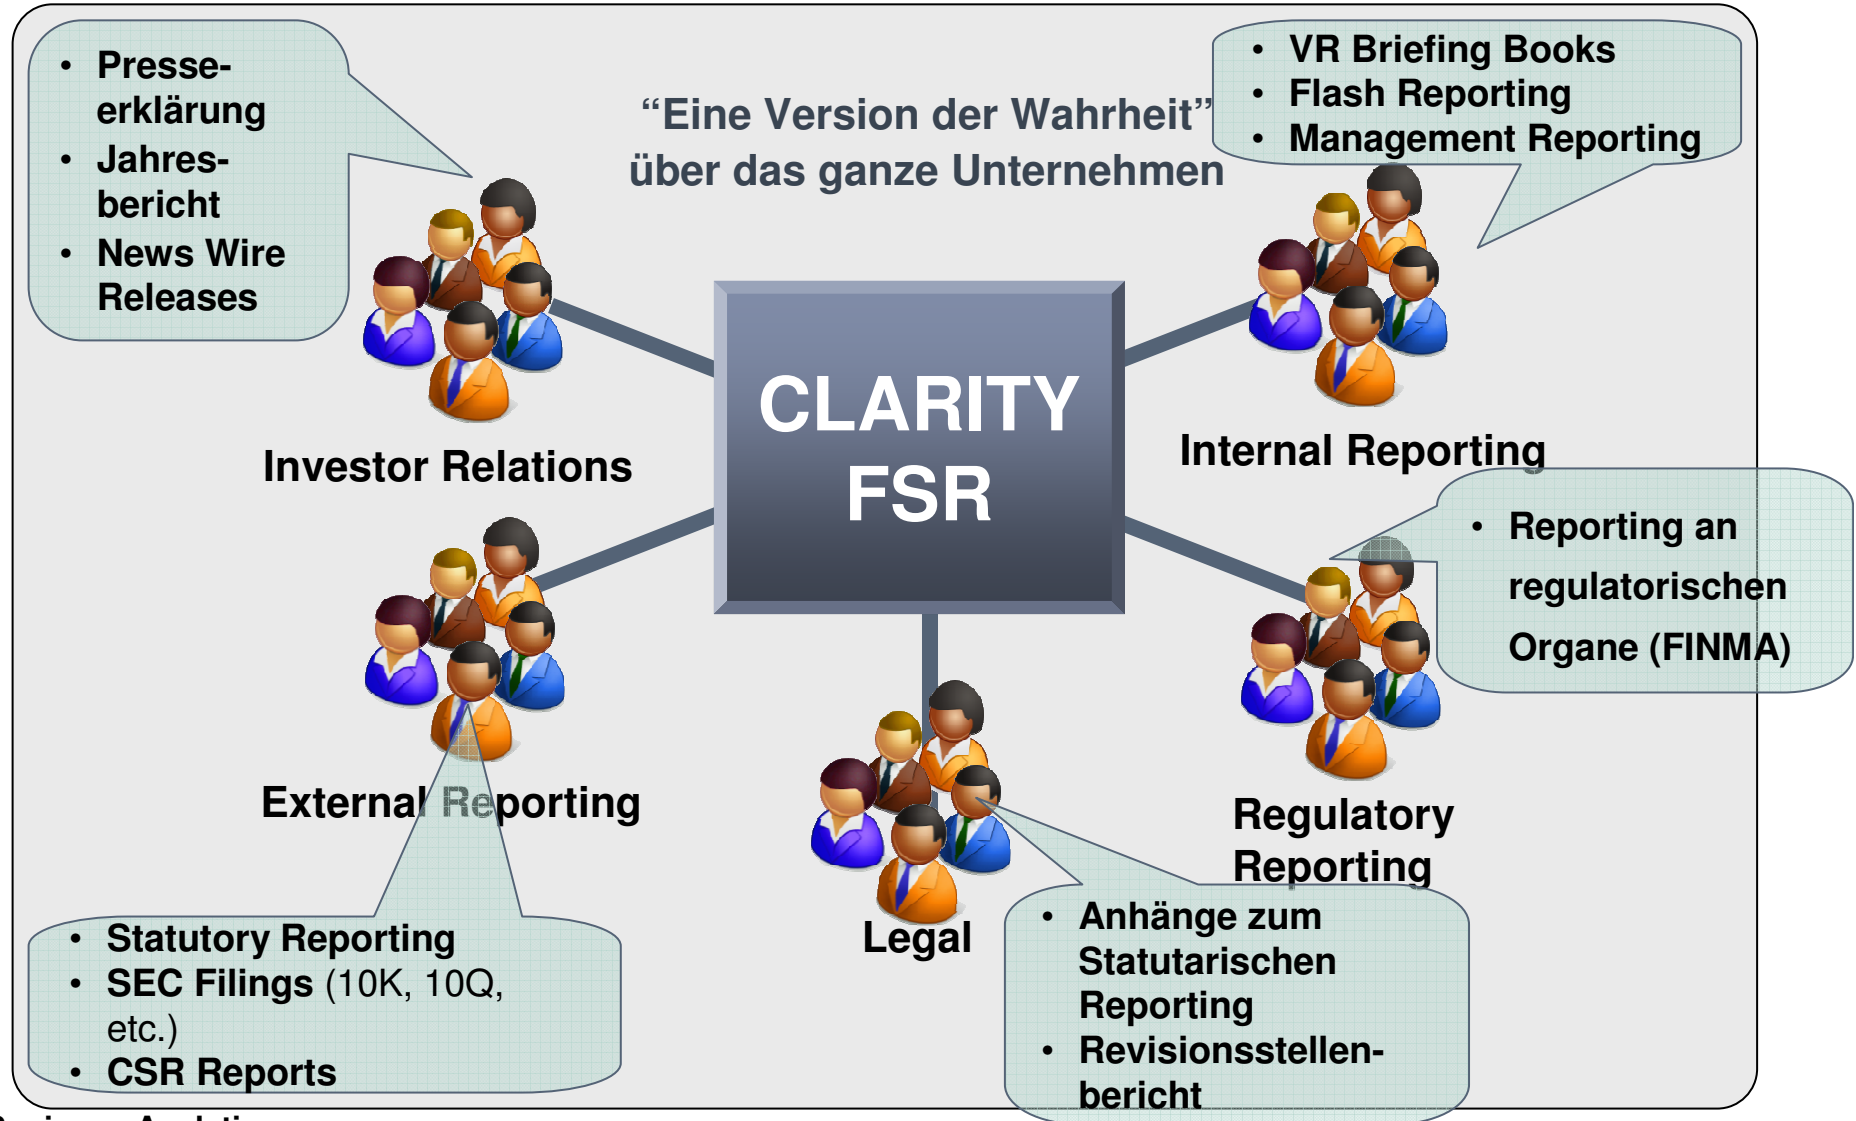 • Presse-
erklärung
• Jahres-
bericht
• News Wire
Releases
“Eine Version der Wahrheit”
über das ganze Unternehmen
• VR Briefing Books
• Flash Reporting
• Management Reporting
CLARITY
FSR
Investor Relations
Internal Reporting
• Reporting an
regulatorischen
Organe (FINMA)
External Reporting
Regulatory
Reporting
Legal
• Statutory Reporting
• SEC Filings (10K, 10Q,
etc.)
• CSR Reports
• Anhänge zum
Statutarischen
Reporting
• Revisionsstellen-
bericht